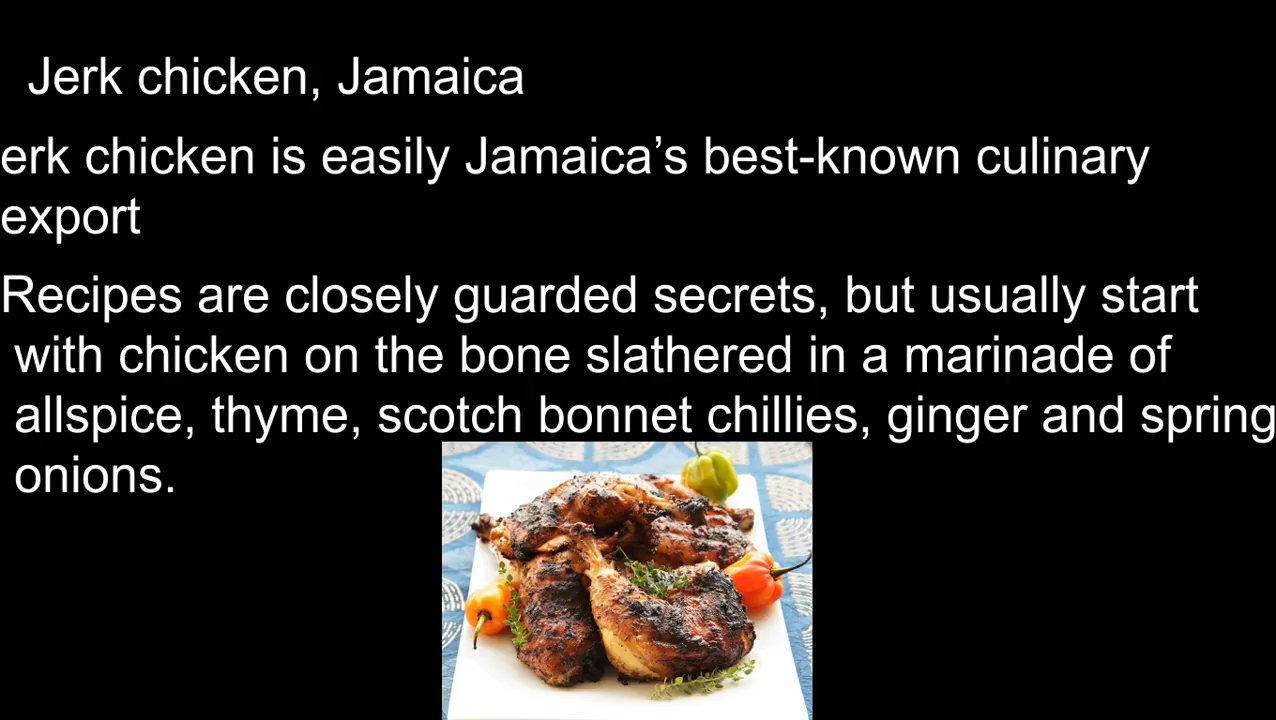 Jerk chicken, Jamaica
erk chicken is easily Jamaica’s best-known culinary
export
Recipes are closely guarded secrets, but usually start
with chicken on the bone slathered in a marinade of
allspice, thyme, scotch bonnet chillies, ginger and spring
onions.